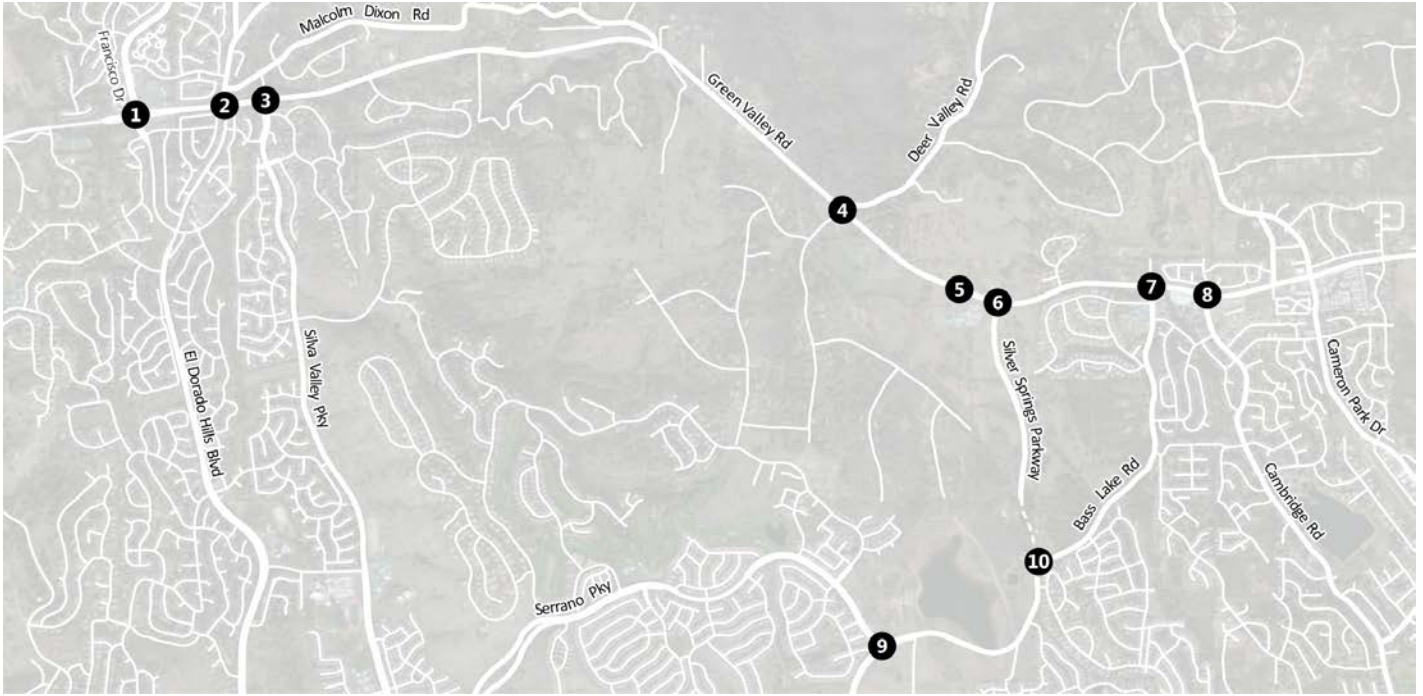 Malcolm Dixon Rd
Francisco Dr
1
2
3
Green Valley Rd
Deer Valley Rd
4
5
6
7
8
Silva Valley Pky
El Dorado Hills Blvd
Silver Springs Parkway
Cameron Park Dr
Bass Lake Rd
Cambridge Rd
10
Serrano Pky
9